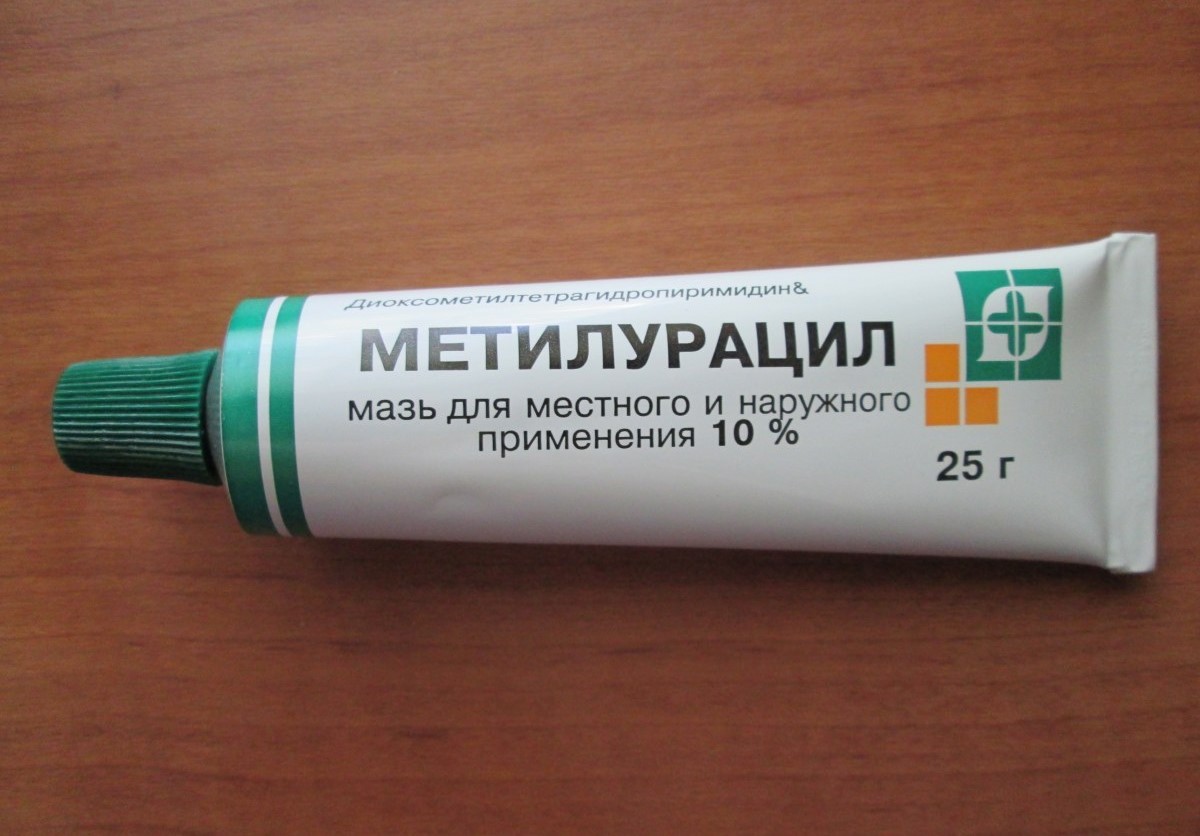 Диоксометилтетрагидропиримидин&
МЕТИЛУРАЦИЛ
мазь для местного и наружного
применения 10 %
25 г